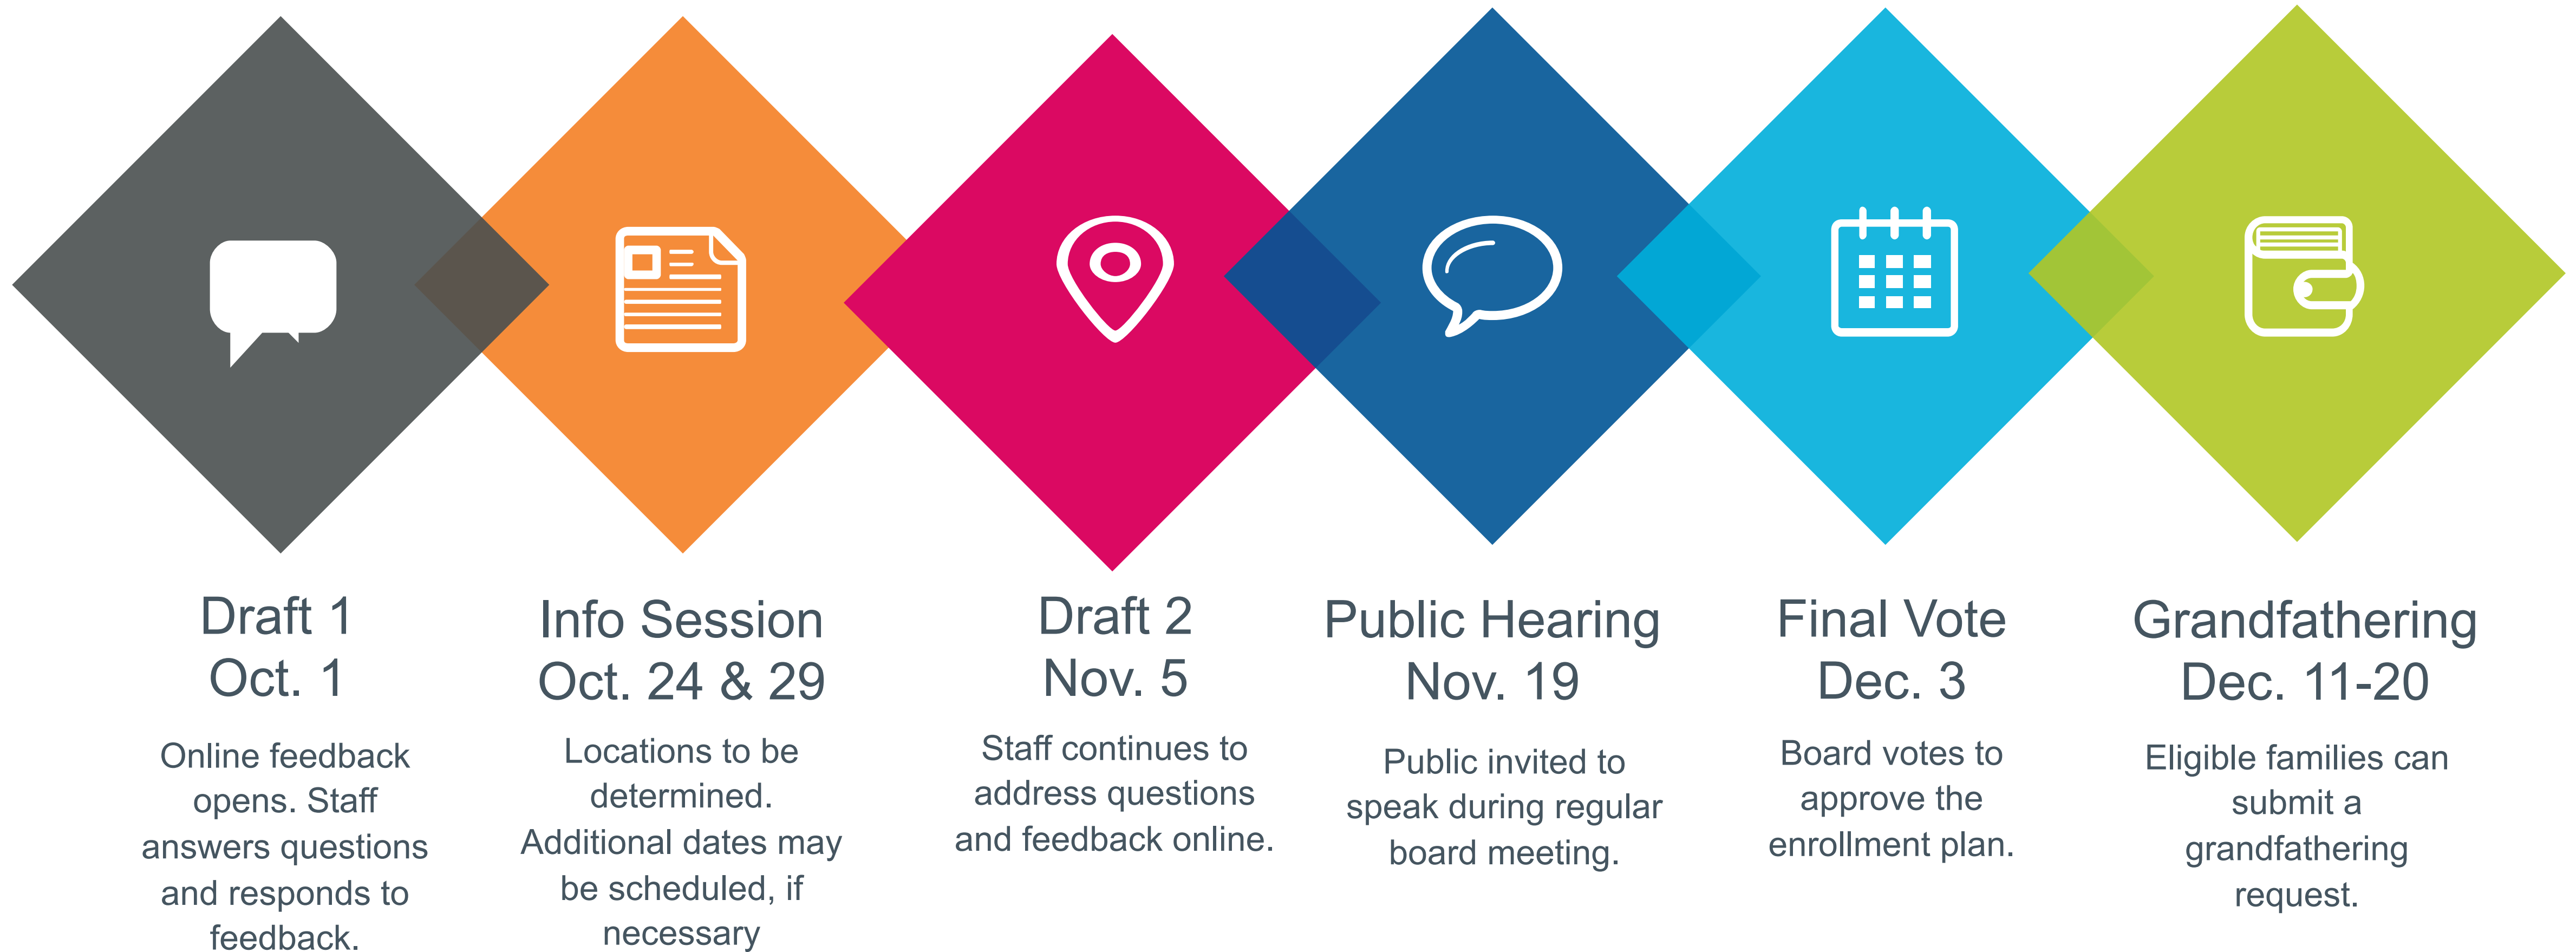 Draft 1
Oct. 1
Online feedback
opens. Staff
answers questions
and responds to
feedback.
Info Session
Oct. 24 & 29
Locations to be
determined.
Additional dates may
be scheduled, if
necessary
Draft 2
Nov. 5
Staff continues to
address questions
and feedback online.
Public Hearing
Nov. 19
Public invited to
speak during regular
board meeting.
Final Vote
Dec. 3
Board votes to
approve the
enrollment plan.
Grandfathering
Dec. 11-20
Eligible families can
submit a
grandfathering
request.